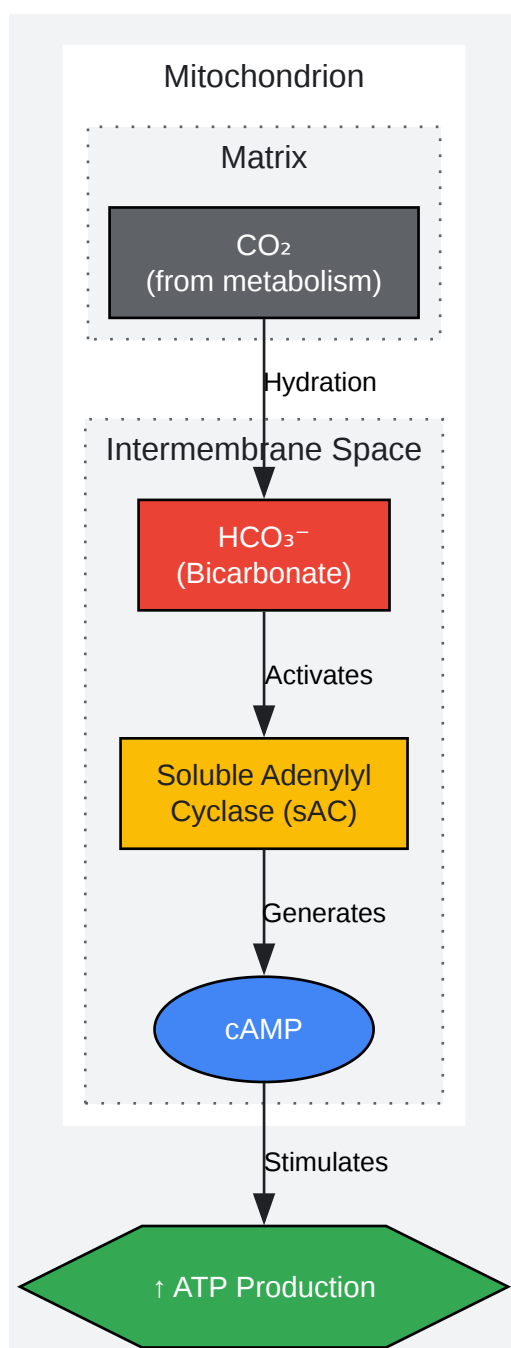 Mitochondrion
Matrix
CO₂
(from metabolism)
Hydration
Intermembrane Space
HCO₃⁻
(Bicarbonate)
Activates
Soluble Adenylyl
Cyclase (sAC)
Generates
cAMP
Stimulates
↑ ATP Production